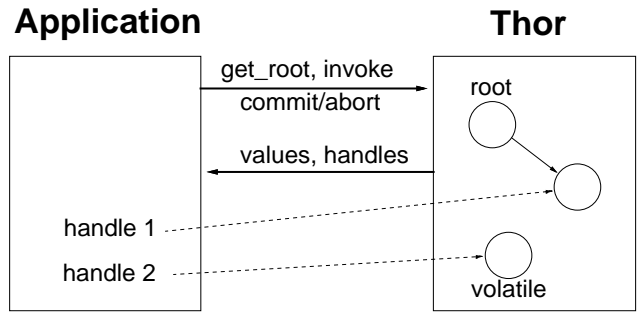 Application
Thor
get_root, invoke
commit/abort
root
values, handles
handle 1
handle 2
volatile